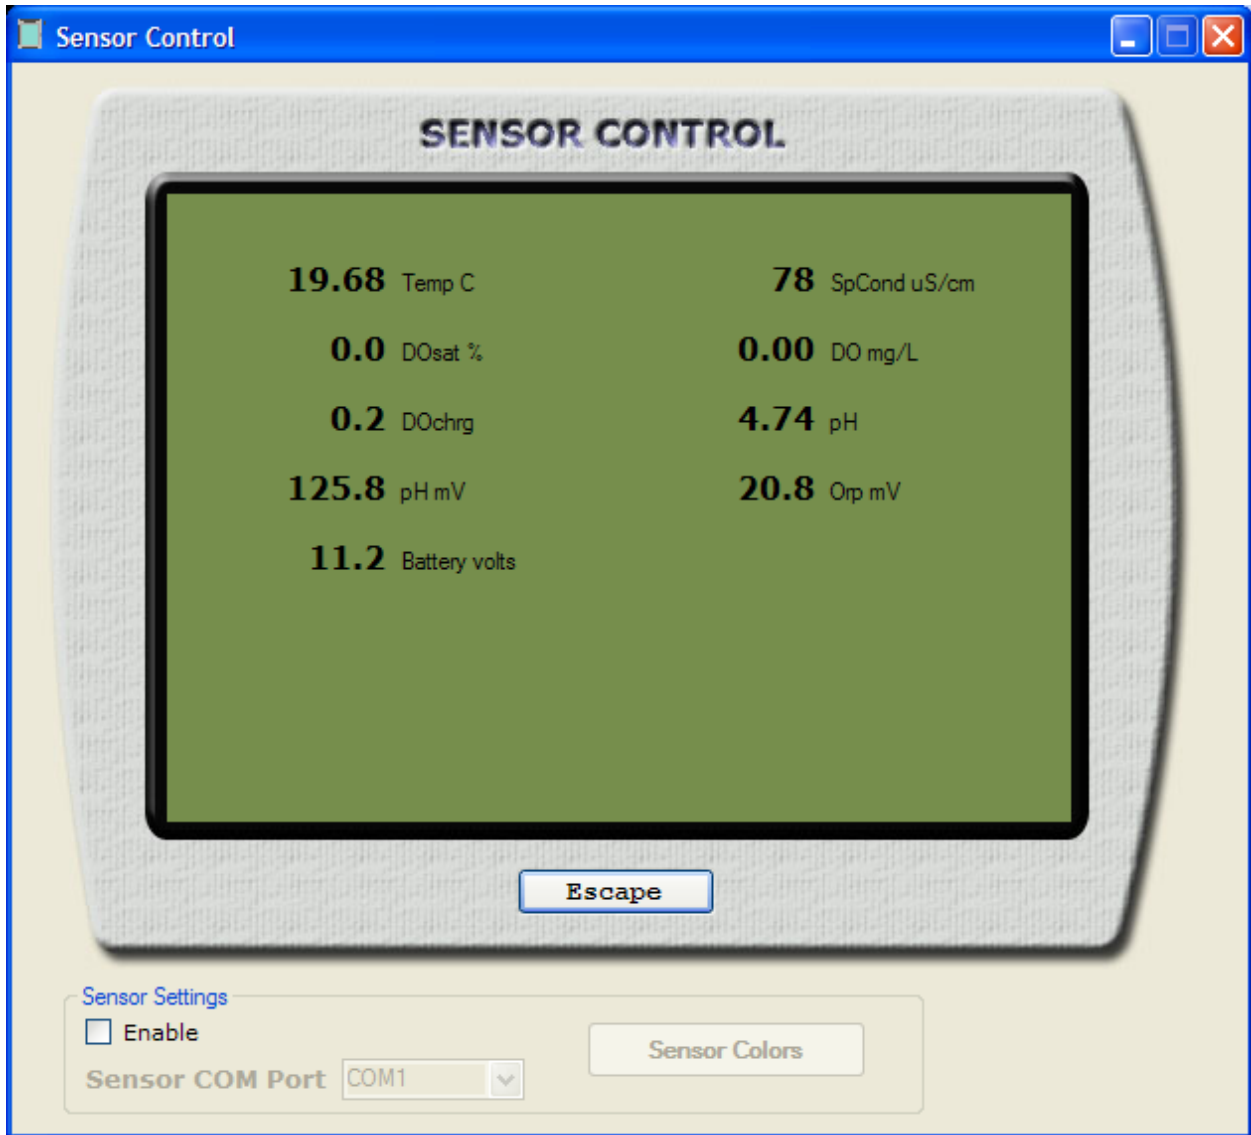 Sensor Control
SENSOR CONTROL
19.68 Temp C 78 SpCond uS/cm
0.0 DOsat % 0.00 DO mg/L
0.2 DOchrg 4.74 pH
125.8 pH mV 20.8 Orp mV
11.2 Battery volts
Escape
Sensor Settings
Enable
Sensor Colors
Sensor COM Port COM1